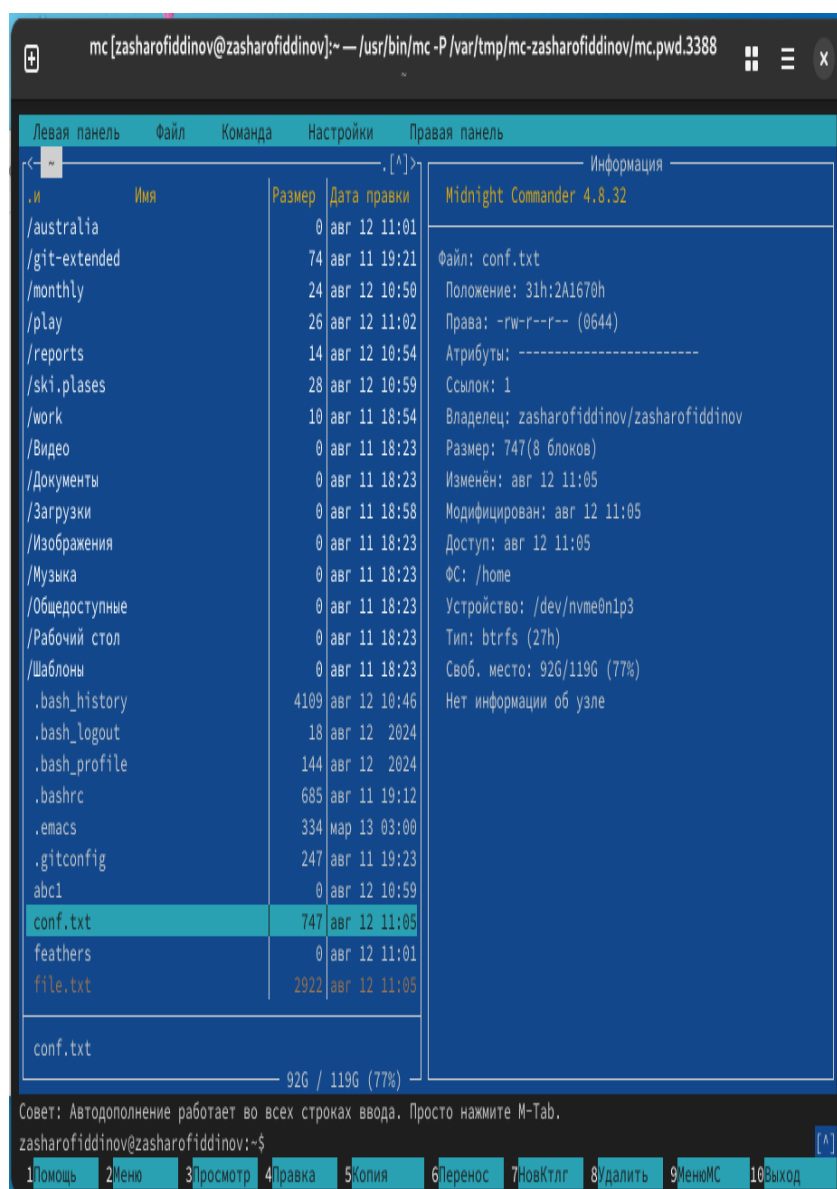 mc [zasharofiddinov@zasharofiddinov]:~ — /usr/bin/mc -P /var/tmp/mc-zasharofiddinov/mc.pwd.3388
~
Левая панель Файл Команда Настройки Правая панель
<- ~ .[^]>
.и Имя Размер Дата правки
/australia 0 авг 12 11:01
/git-extended 74 авг 11 19:21
/monthly 24 авг 12 10:50
/play 26 авг 12 11:02
/reports 14 авг 12 10:54
/ski.plases 28 авг 12 10:59
/work 10 авг 11 18:54
/Видео 0 авг 11 18:23
/Документы 0 авг 11 18:23
/Загрузки 0 авг 11 18:58
/Изображения 0 авг 11 18:23
/Музыка 0 авг 11 18:23
/Общедоступные 0 авг 11 18:23
/Рабочий стол 0 авг 11 18:23
/Шаблоны 0 авг 11 18:23
.bash_history 4109 авг 12 10:46
.bash_logout 18 авг 12 2024
.bash_profile 144 авг 12 2024
.bashrc 685 авг 11 19:12
.emacs 334 мар 13 03:00
.gitconfig 247 авг 11 19:23
abc1 0 авг 12 10:59
conf.txt 747 авг 12 11:05
feathers 0 авг 12 11:01
file.txt 2922 авг 12 11:05
conf.txt
92G / 119G (77%)
Информация
Midnight Commander 4.8.32
Файл: conf.txt
Положение: 31h:2A1670h
Права: -rw-r--r-- (0644)
Атрибуты: -------------------------
Ссылок: 1
Владелец: zasharofiddinov/zasharofiddinov
Размер: 747(8 блоков)
Изменён: авг 12 11:05
Модифицирован: авг 12 11:05
Доступ: авг 12 11:05
ФС: /home
Устройство: /dev/nvme0n1p3
Тип: btrfs (27h)
Своб. место: 92G/119G (77%)
Нет информации об узле
Совет: Автодополнение работает во всех строках ввода. Просто нажмите M-Tab.
zasharofiddinov@zasharofiddinov:~$ [^]
1Помощь 2Меню 3Просмотр 4Правка 5Копия 6Перенос 7НовКтлг 8Удалить 9МенюМС 10Выход